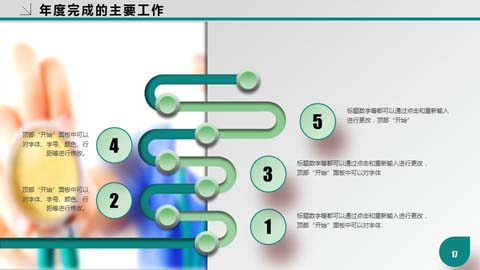 年度完成的主要工作
5
标题数字等都可以通过点击和重新输入
进行更改，顶部“开始”
顶部“开始”面板中可以
对字体、字号、颜色、行
距等进行修改。
4
3
标题数字等都可以通过点击和重新输入进行更改，
顶部“开始”面板中可以对字体
顶部“开始”面板中可以
对字体、字号、颜色、行
距等进行修改。
2
1
标题数字等都可以通过点击和重新输入进行更改，
顶部“开始”面板中可以对字体
17